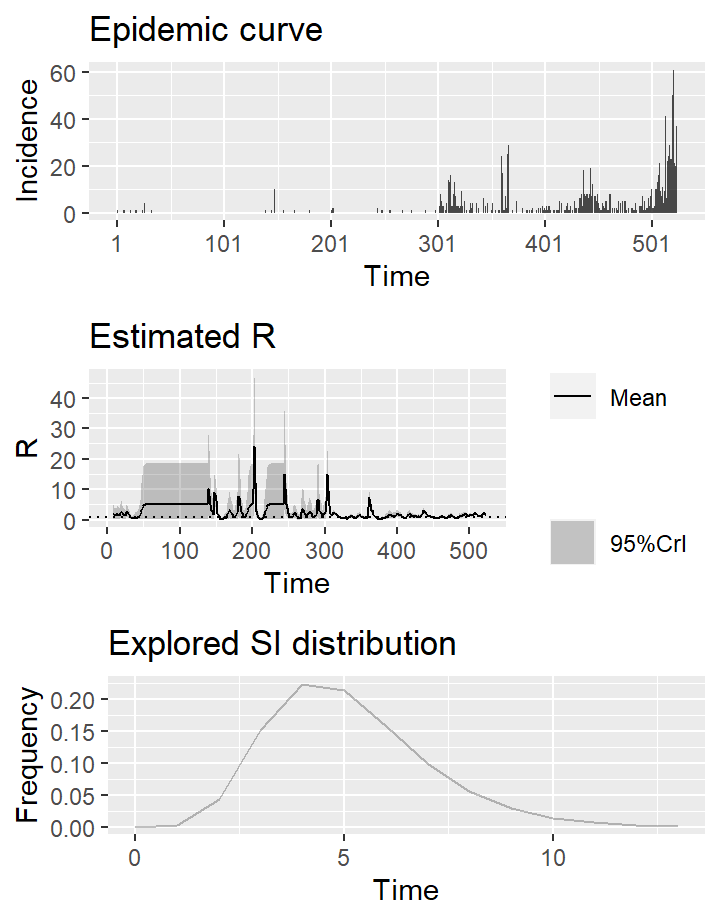 Epidemic curve
Incidence
60
40
20
0
1 101 201 301 401 501
Time
Estimated R
R
40
30
20
10
0
0 100 200 300 400 500
Time
Mean
95%CrI
Explored SI distribution
Frequency
0.20
0.15
0.10
0.05
0.00
0 5 10
Time